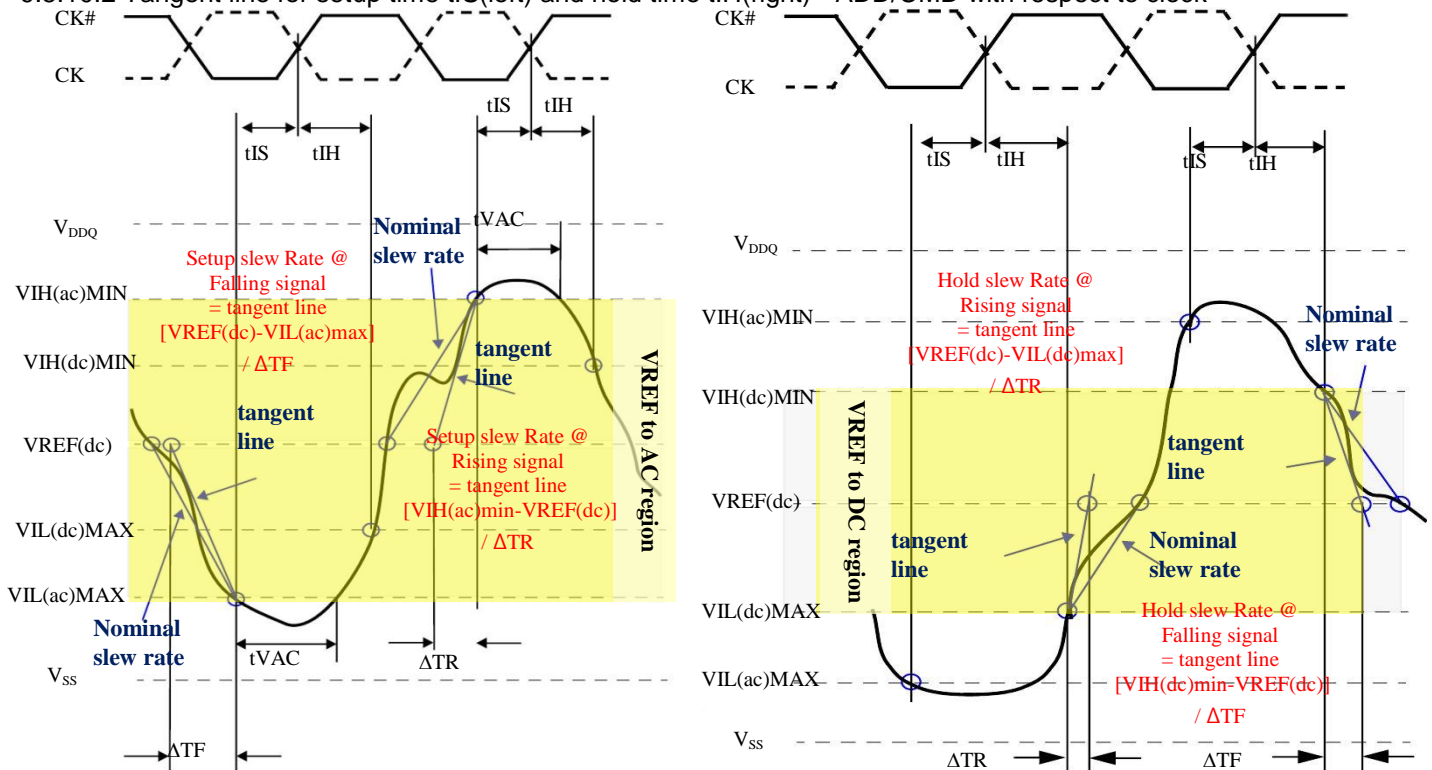 CK#
CK
tIS
tIH
tIS
tIH
V_DDQ
VIH(ac)MIN
VIH(dc)MIN
VREF(dc)
VIL(dc)MAX
VIL(ac)MAX
V_SS
Setup slew Rate @
Falling signal
= tangent line
[VREF(dc)-VIL(ac)max]
/ ΔTF
Nominal
slew rate
tVAC
tangent
line
tangent
line
Setup slew Rate @
Rising signal
= tangent line
[VIH(ac)min-VREF(dc)]
/ ΔTR
VREF to AC region
Nominal
slew rate
tVAC
ΔTR
ΔTF
CK#
CK
tIS
tIH
tIS
tIH
V_DDQ
VIH(ac)MIN
VIH(dc)MIN
VREF(dc)
VIL(dc)MAX
VIL(ac)MAX
V_SS
Hold slew Rate @
Rising signal
= tangent line
[VREF(dc)-VIL(dc)max]
/ ΔTR
Nominal
slew rate
VREF to DC region
tangent
line
tangent
line
Nominal
slew rate
Hold slew Rate @
Falling signal
= tangent line
[VIH(dc)min-VREF(dc)]
/ ΔTF
ΔTR
ΔTF